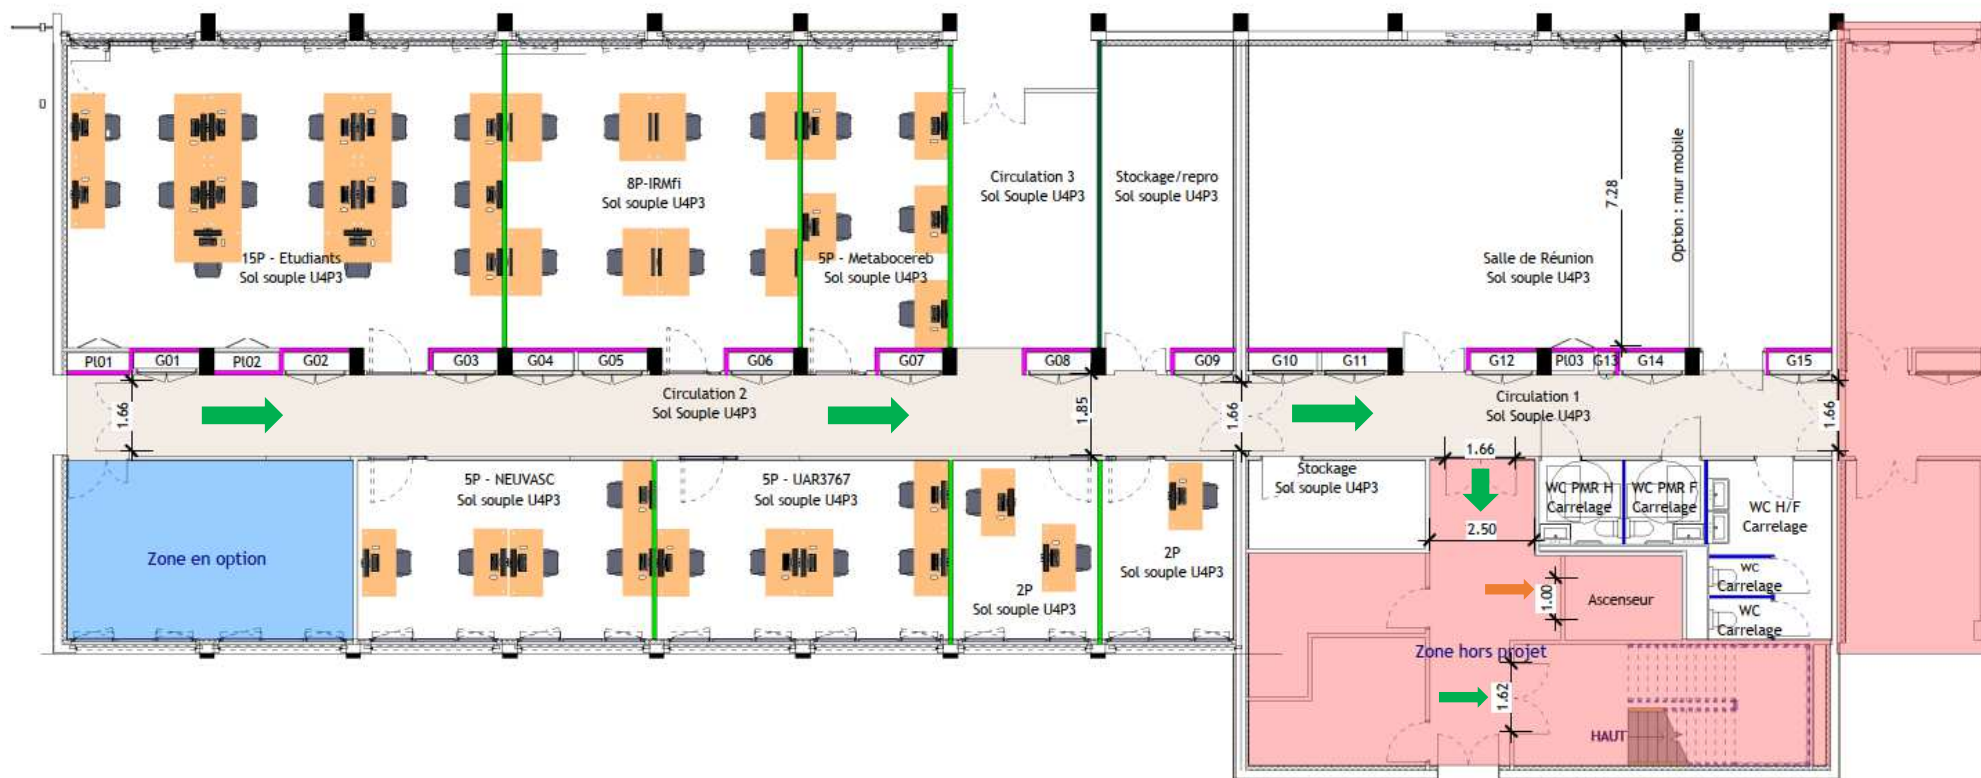 7.28
Option : mur mobile
8P-IRMfi
Sol souple U4P3
Circulation 3
Sol Souple U4P3
Stockage/repro
Sol souple U4P3
15P - Etudiants
Sol souple U4P3
5P - Metabocereb
Sol souple U4P3
Salle de Réunion
Sol souple U4P3
Pl01
G01
Pl02
G02
G03
G04
G05
G06
G07
G08
G09
G10
G11
G12
Pl03
G13
G14
G15
1.66
Circulation 2
Sol Souple U4P3
1.85
1.66
Circulation 1
Sol Souple U4P3
1.66
1.66
Zone en option
5P - NEUVASC
Sol souple U4P3
5P - UAR3767
Sol souple U4P3
2P
Sol souple U4P3
2P
Sol souple U4P3
Stockage
Sol souple U4P3
2.50
WC PMR H
Carrelage
WC PMR F
Carrelage
WC H/F
Carrelage
WC
Carrelage
WC
Carrelage
1.00
Ascenseur
Zone hors projet
1.62
HAUT